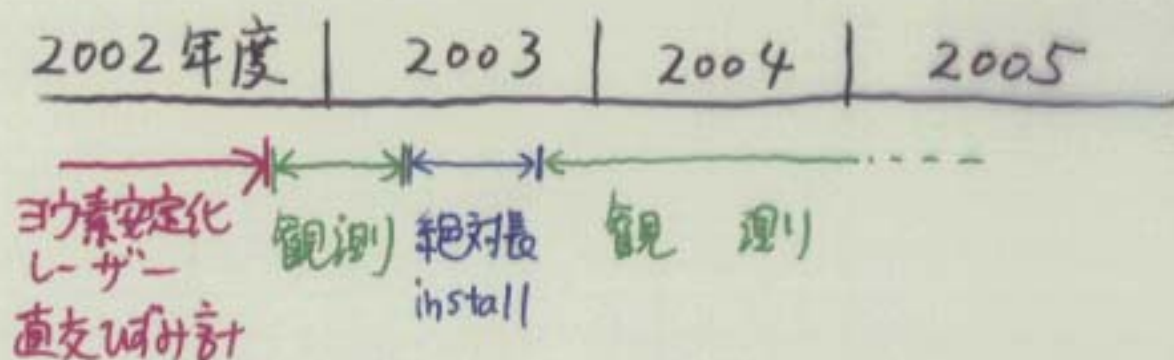 2002年度 | 2003 | 2004 | 2005
ヨウ素安定化
レーザー
直交ひずみ計
観測
絶対長
install
観 測